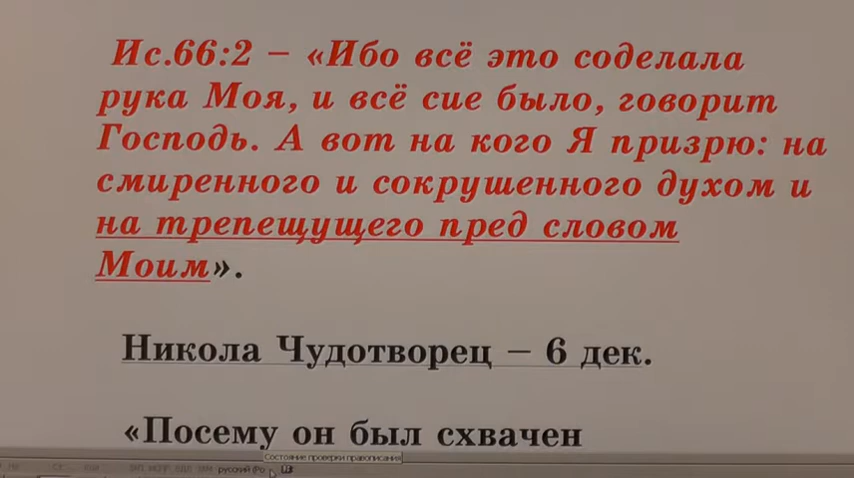 Ис.66:2 – «Ибо всё это соделала
рука Моя, и всё сие было, говорит
Господь. А вот на кого Я призрю: на
смиренного и сокрушенного духом и
на трепещущего пред словом
Моим».
Никола Чудотворец – 6 дек.
«Посему он был схвачен
Состояние проверки правописания
русский (Ро